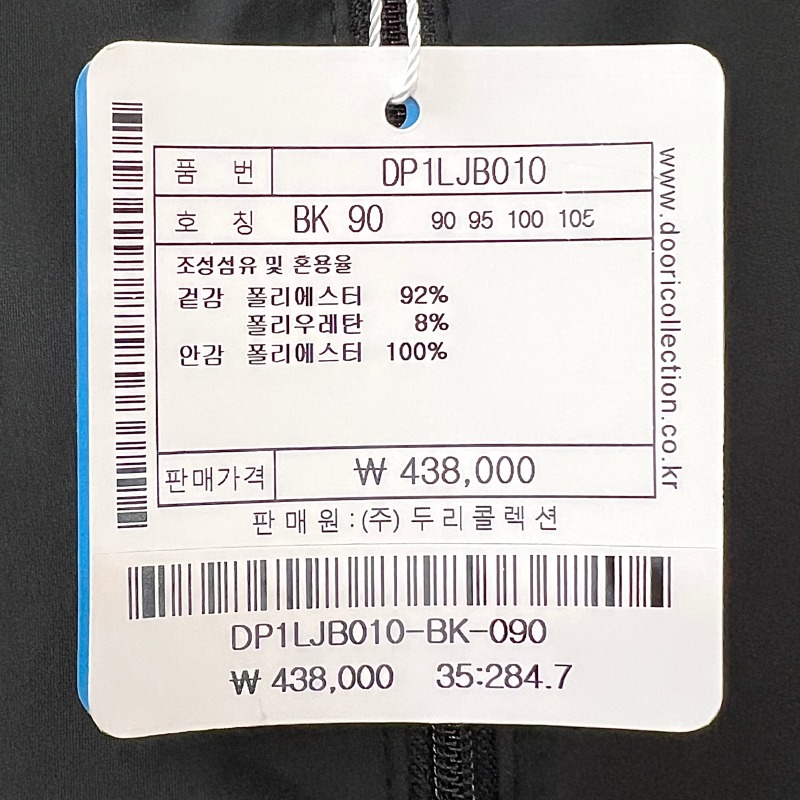 품 번 DP1LJB010
호 칭 BK 90 90 95 100 105
조성섬유 및 혼용율
겉감 폴리에스터 92%
폴리우레탄 8%
안감 폴리에스터 100%
판매가격 ₩ 438,000
판매원:(주)두리콜렉션
www.dooricollection.co.kr
DP1LJB010-BK-090
₩ 438,000 35:284.7